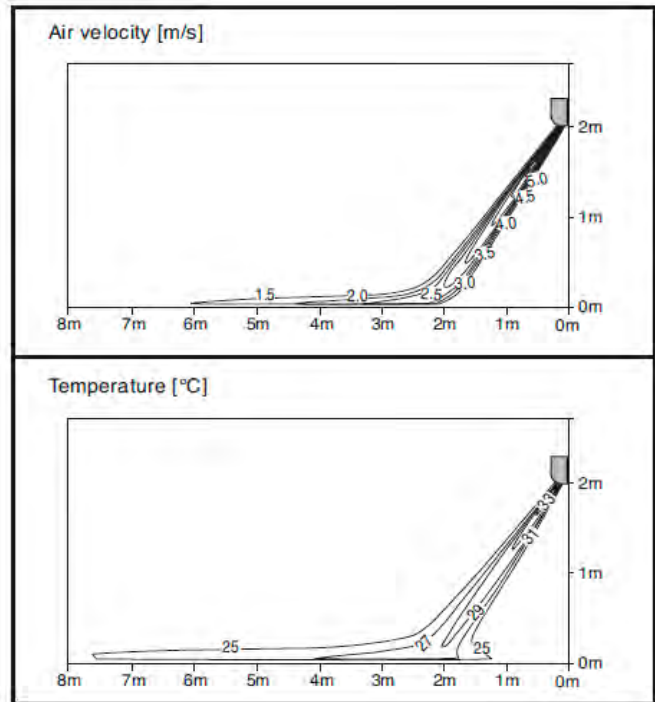 Air velocity [m/s]
2m
5.0
4.5
1m
4.0
3.5
3.0
1.5 2.0 2.5
0m
8m 7m 6m 5m 4m 3m 2m 1m 0m
Temperature [°C]
2m
33
31
1m
29
25 27 25
0m
8m 7m 6m 5m 4m 3m 2m 1m 0m